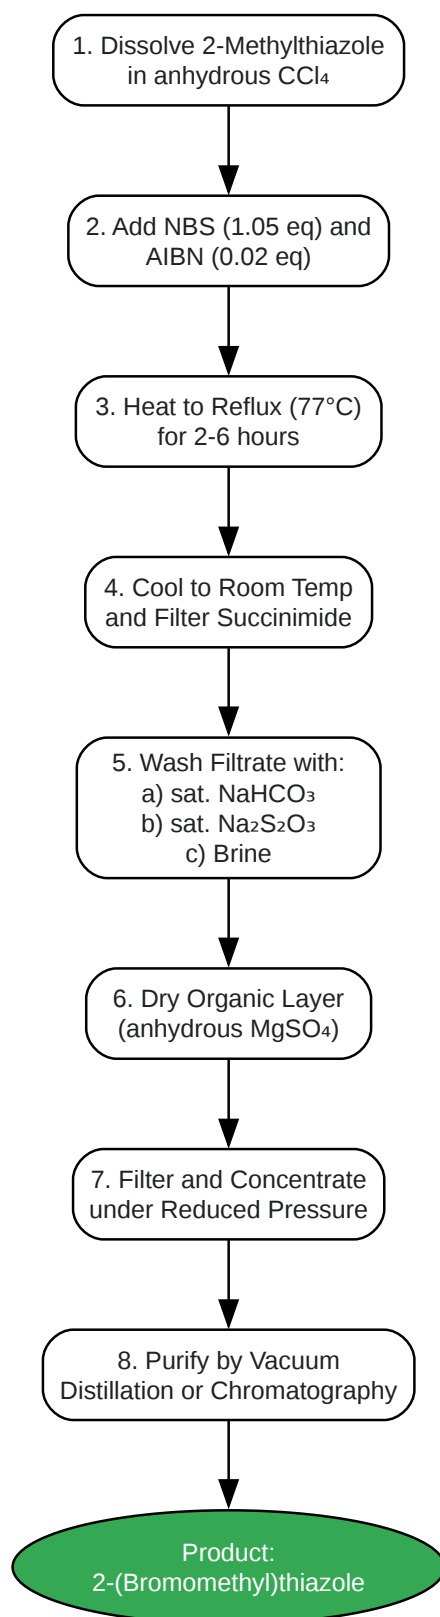 1. Dissolve 2-Methylthiazole
in anhydrous CCl₄
2. Add NBS (1.05 eq) and
AIBN (0.02 eq)
3. Heat to Reflux (77°C)
for 2-6 hours
4. Cool to Room Temp
and Filter Succinimide
5. Wash Filtrate with:
a) sat. NaHCO₃
b) sat. Na₂S₂O₃
c) Brine
6. Dry Organic Layer
(anhydrous MgSO₄)
7. Filter and Concentrate
under Reduced Pressure
8. Purify by Vacuum
Distillation or Chromatography
Product:
2-(Bromomethyl)thiazole